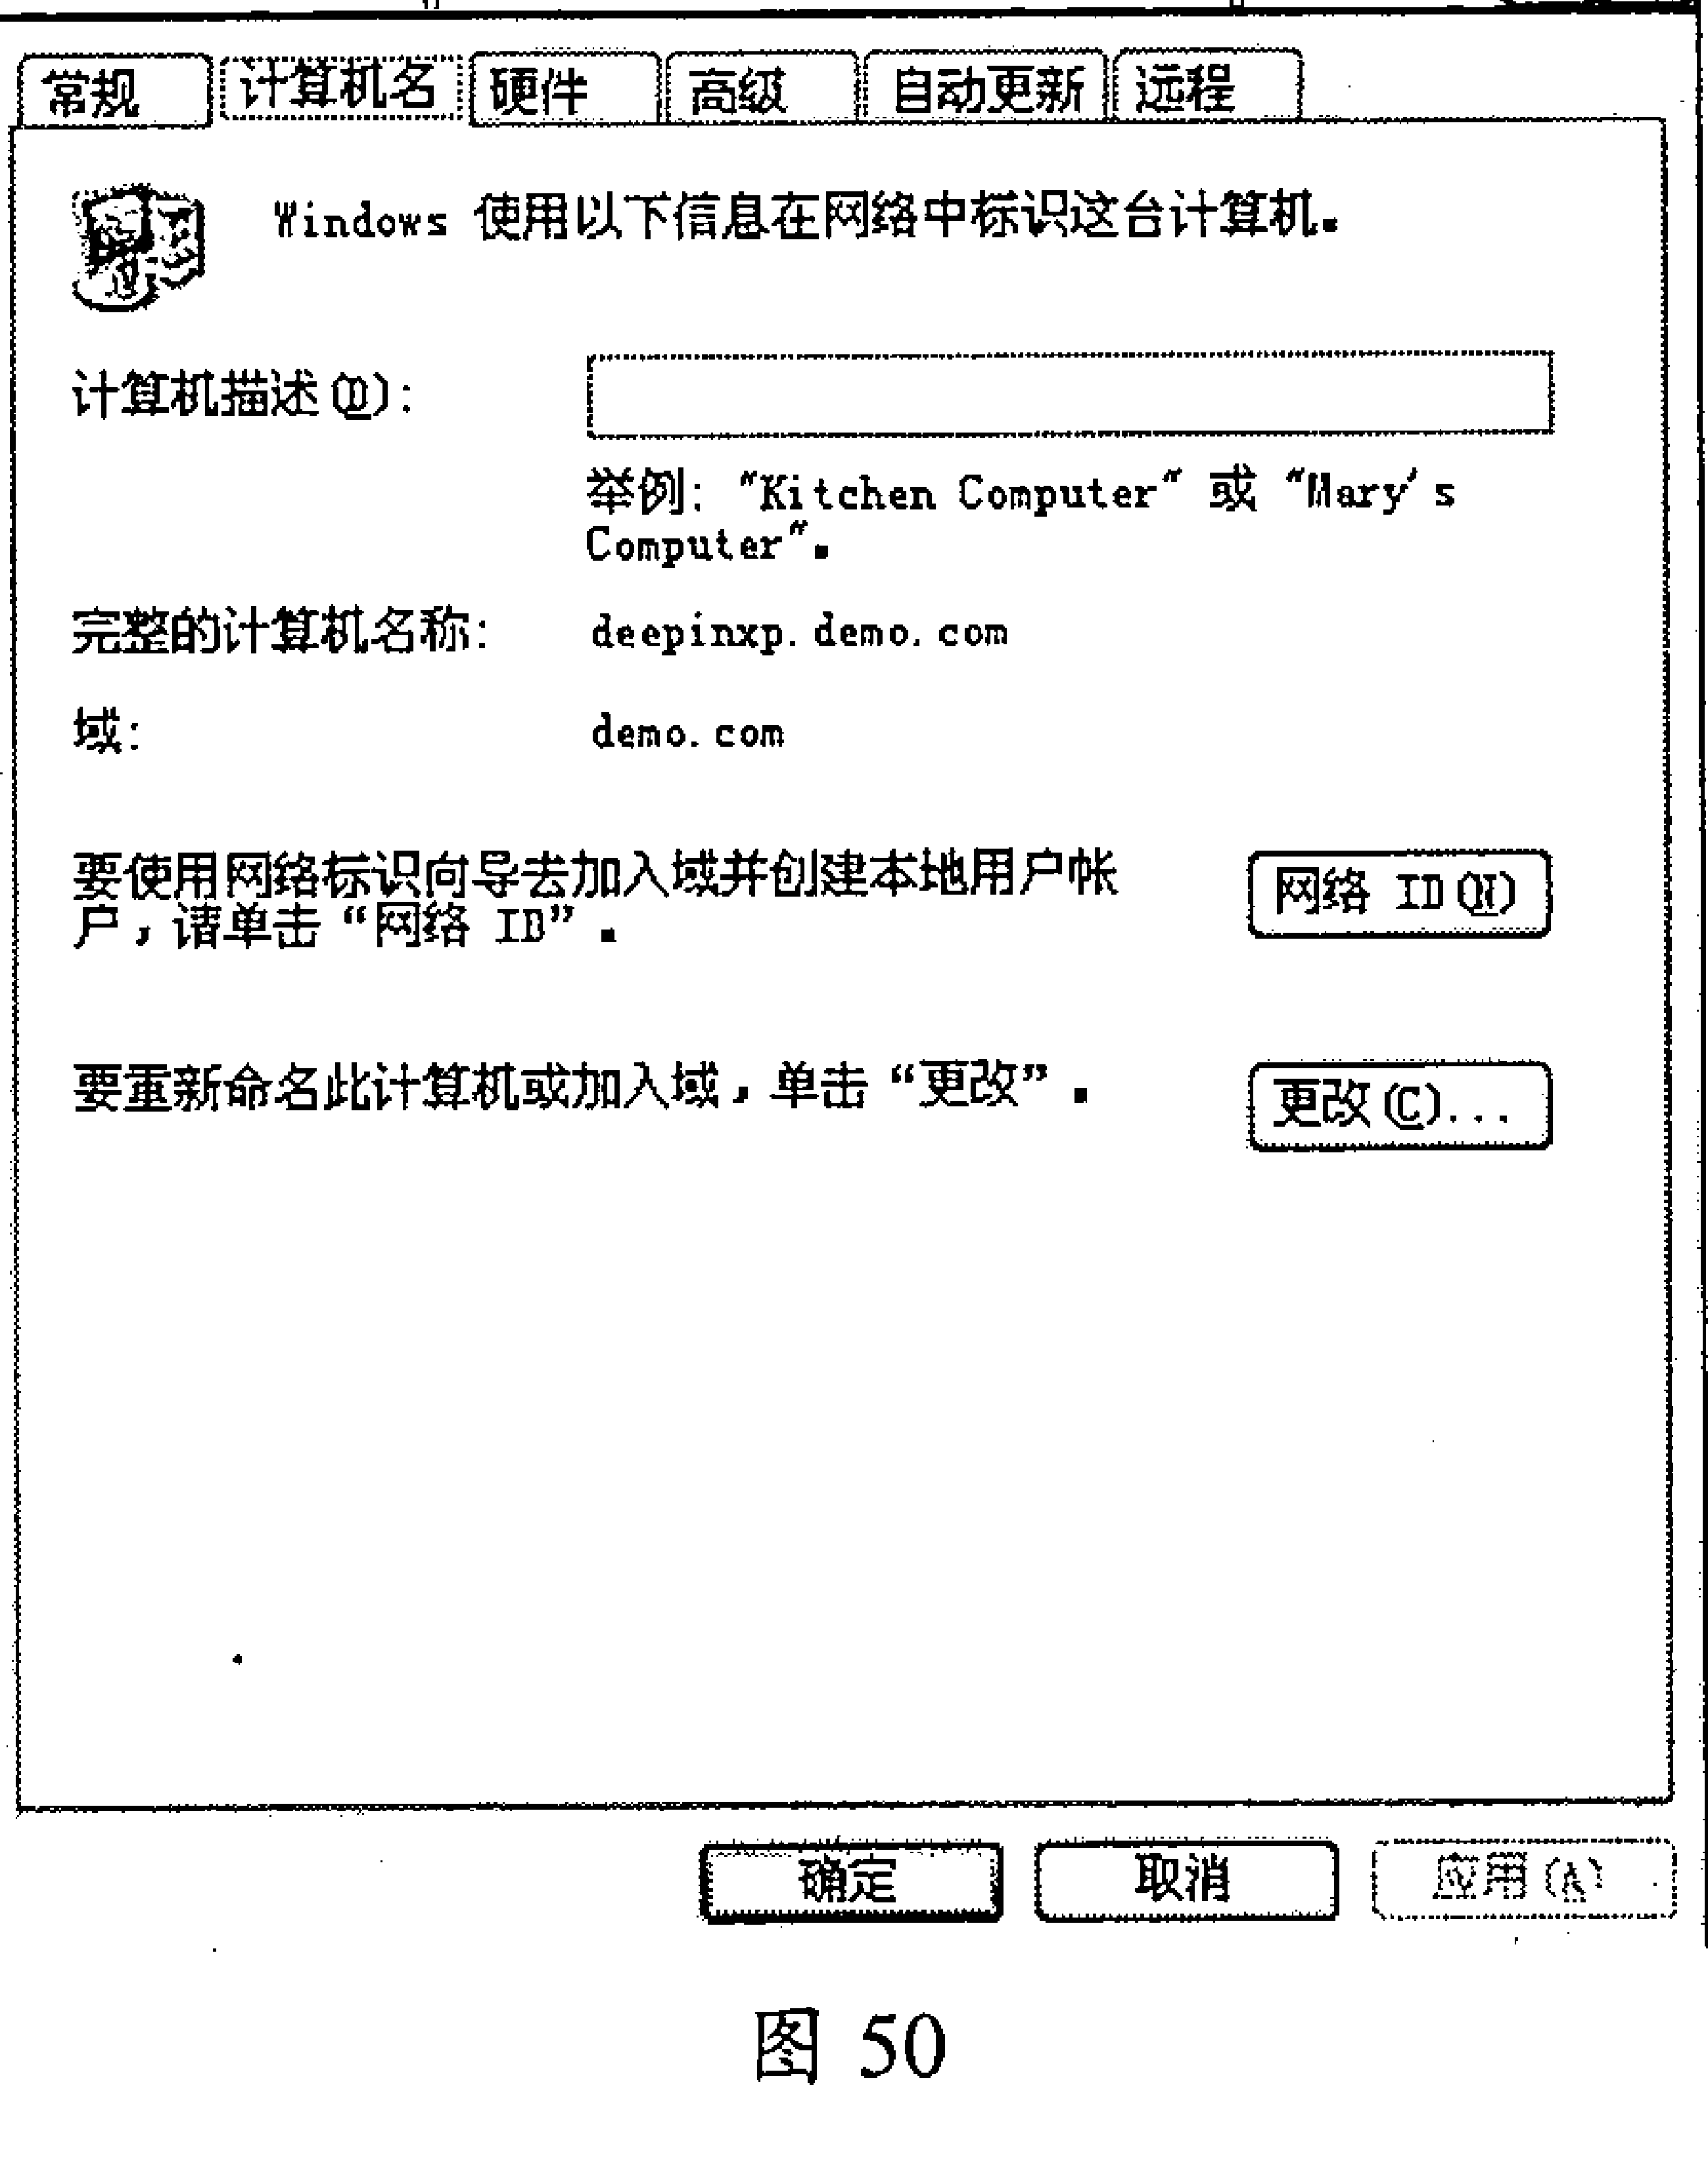 常规 计算机名 硬件 高级 自动更新 远程
Windows 使用以下信息在网络中标识这台计算机。
计算机描述(D):
举例: "Kitchen Computer" 或 "Mary's
Computer"。
完整的计算机名称: deepinxp.demo.com
域: demo.com
要使用网络标识向导去加入域并创建本地用户帐
户，请单击“网络 ID”。
网络 ID(N)
要重新命名此计算机或加入域，单击“更改”。
更改(C)...
确定 取消 应用(A)
图 50